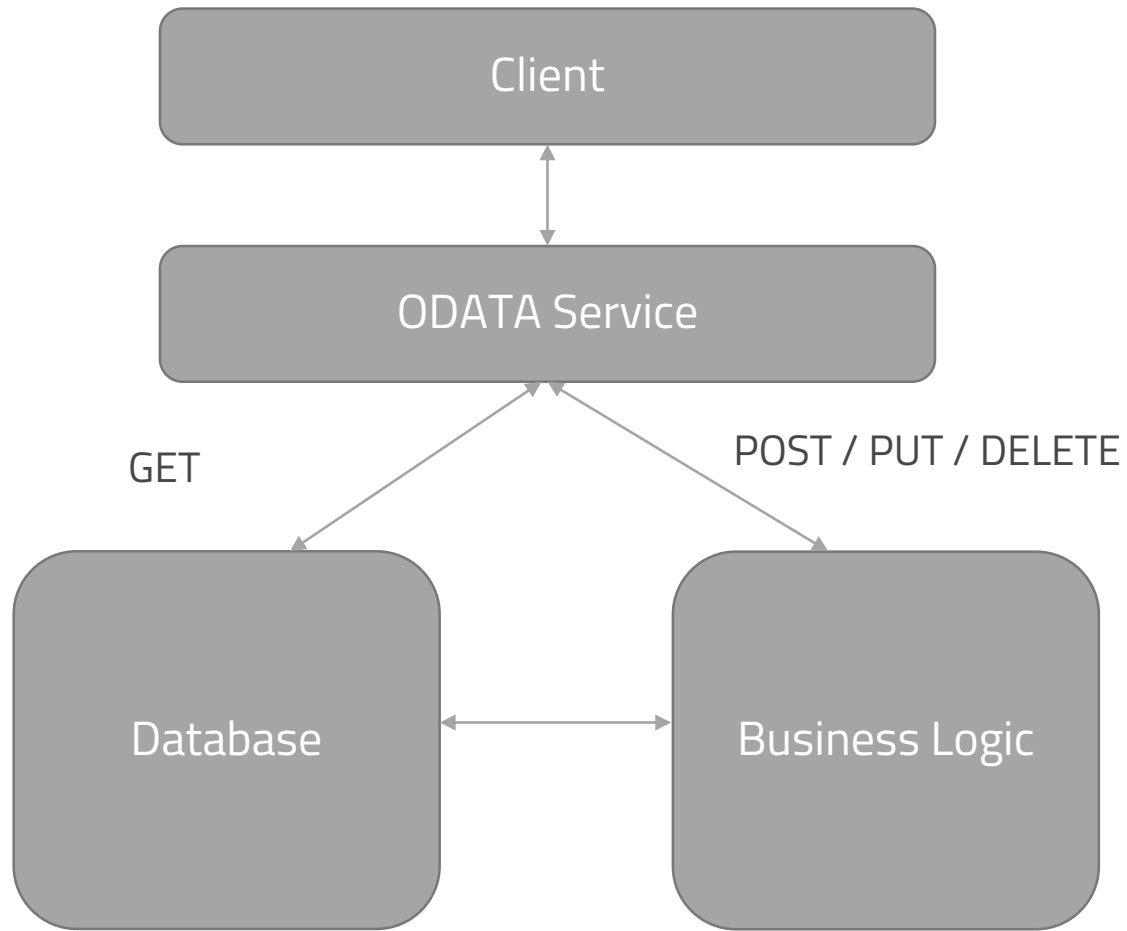 Client
ODATA Service
GET
POST / PUT / DELETE
Database
Business Logic